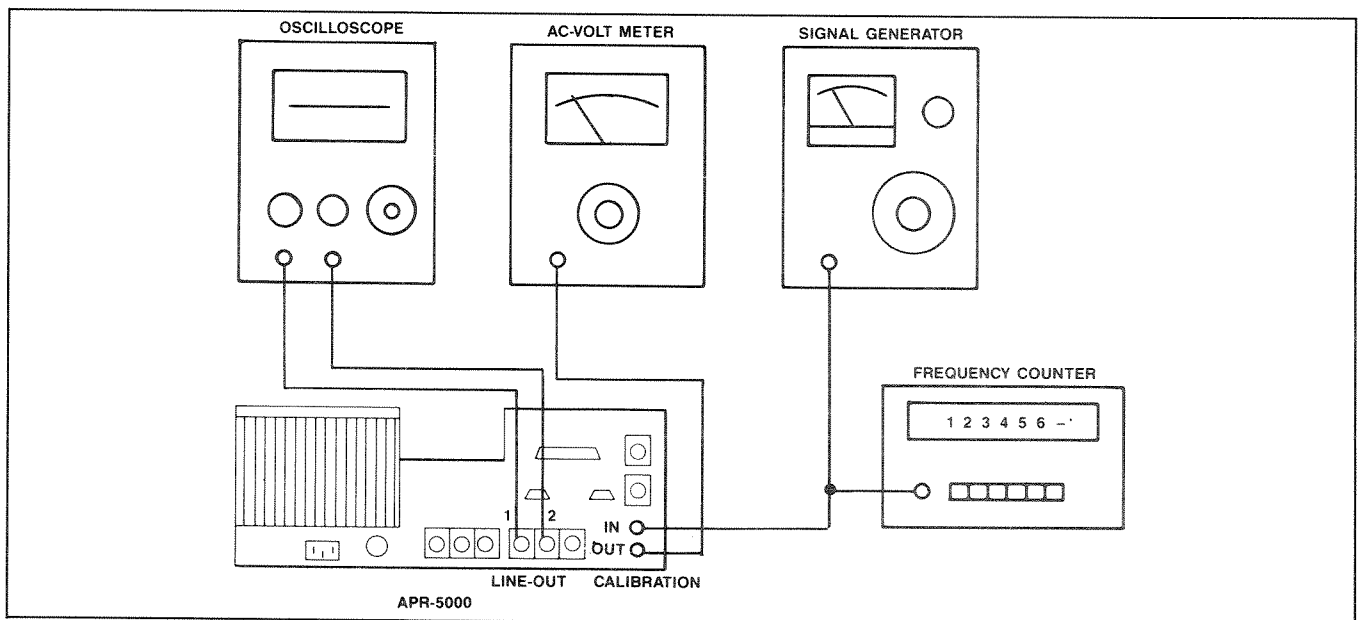 OSCILLOSCOPE
AC-VOLT METER
SIGNAL GENERATOR
FREQUENCY COUNTER
1 2 3 4 5 6 –
1
2
IN
OUT
LINE-OUT
CALIBRATION
APR-5000